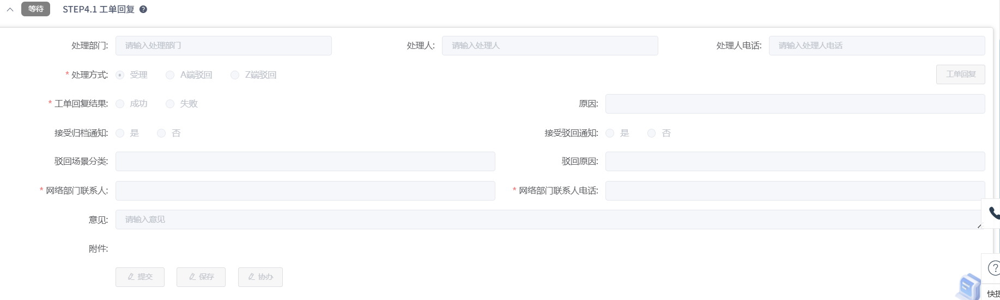 等待 STEP4.1 工单回复 ?
处理部门: 请输入处理部门 处理人: 请输入处理人 处理人电话: 请输入处理人电话
* 处理方式: 受理 A端驳回 Z端驳回 工单回复
* 工单回复结果: 成功 失败 原因:
接受归档通知: 是 否 接受驳回通知: 是 否
驳回场景分类: 驳回原因:
* 网络部门联系人: * 网络部门联系人电话:
意见: 请输入意见
附件:
提交 保存 协办
?
快捷